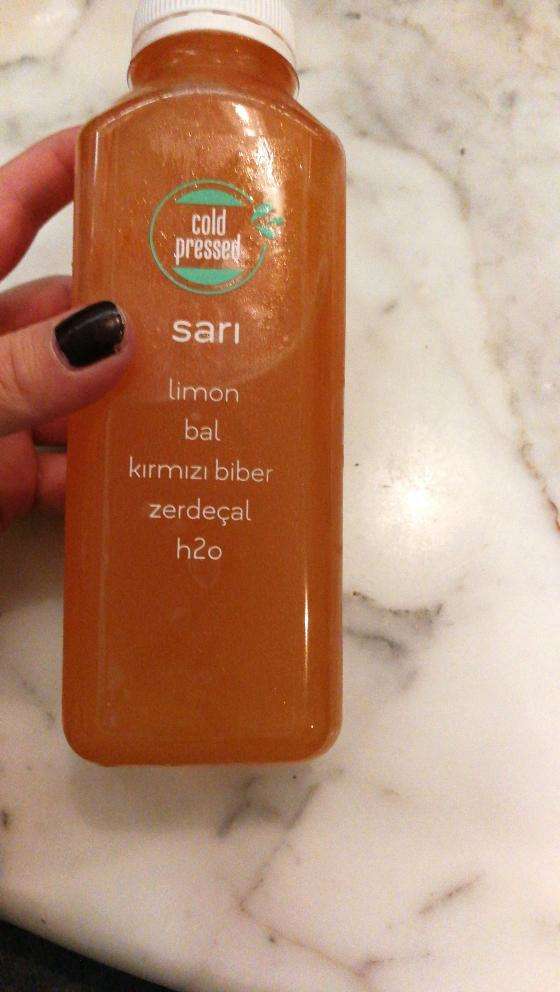 cold
pressed
sarı
limon
bal
kırmızı biber
zerdeçal
h2o